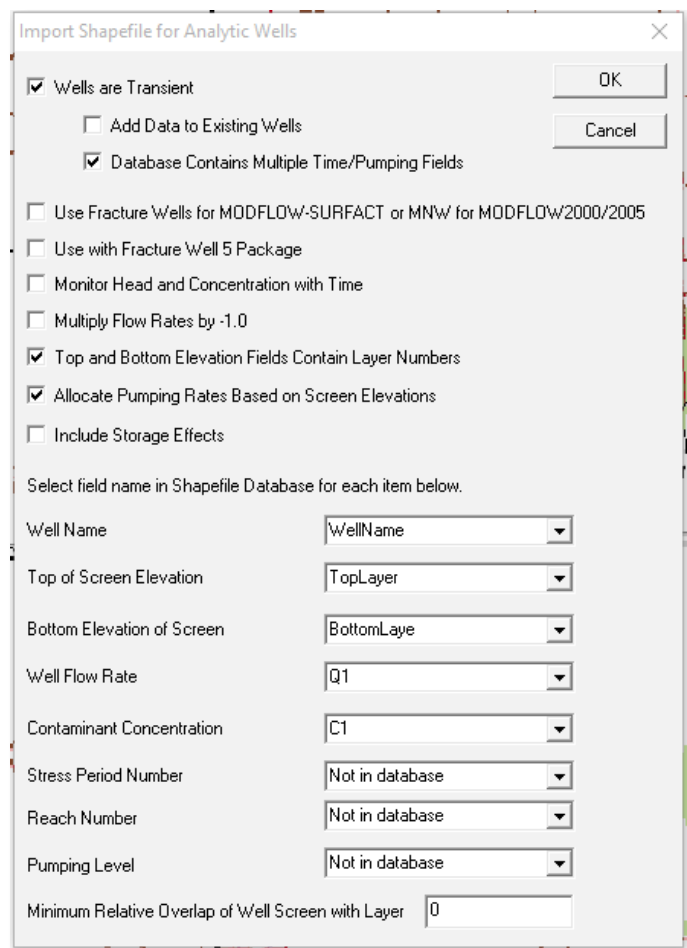 Import Shapefile for Analytic Wells
Wells are Transient
OK
Add Data to Existing Wells
Cancel
Database Contains Multiple Time/Pumping Fields
Use Fracture Wells for MODFLOW-SURFACT or MNW for MODFLOW2000/2005
Use with Fracture Well 5 Package
Monitor Head and Concentration with Time
Multiply Flow Rates by -1.0
Top and Bottom Elevation Fields Contain Layer Numbers
Allocate Pumping Rates Based on Screen Elevations
Include Storage Effects
Select field name in Shapefile Database for each item below.
Well Name WellName
Top of Screen Elevation TopLayer
Bottom Elevation of Screen BottomLaye
Well Flow Rate Q1
Contaminant Concentration C1
Stress Period Number Not in database
Reach Number Not in database
Pumping Level Not in database
Minimum Relative Overlap of Well Screen with Layer 0